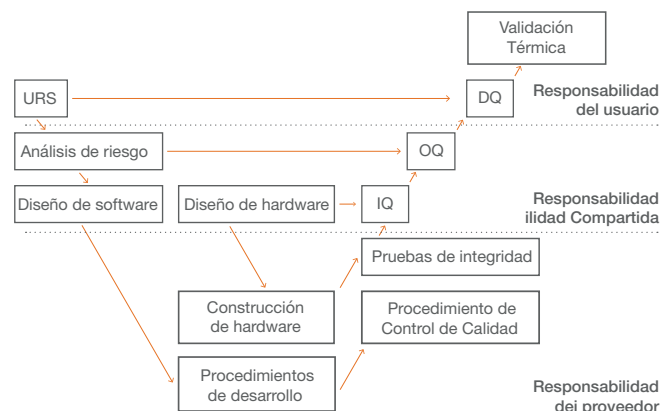 Validación
Térmica
URS
DQ
Responsabilidad
del usuario
Análisis de riesgo
OQ
Diseño de software
Diseño de hardware
IQ
Responsabilidad
ilidad Compartida
Pruebas de integridad
Construcción
de hardware
Procedimiento de
Control de Calidad
Procedimientos
de desarrollo
Responsabilidad
dei proveedor